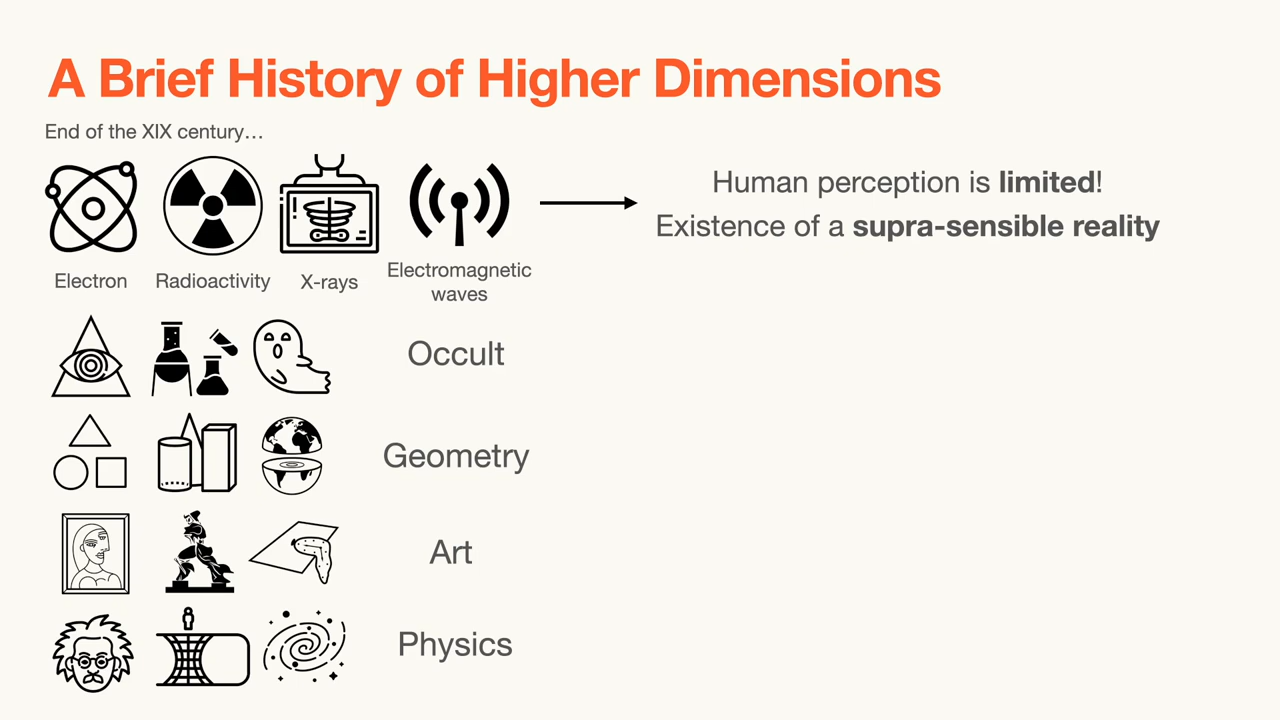 A Brief History of Higher Dimensions
End of the XIX century…
Human perception is limited!
Existence of a supra-sensible reality
Electron
Radioactivity
X-rays
Electromagnetic
waves
Occult
Geometry
Art
Physics